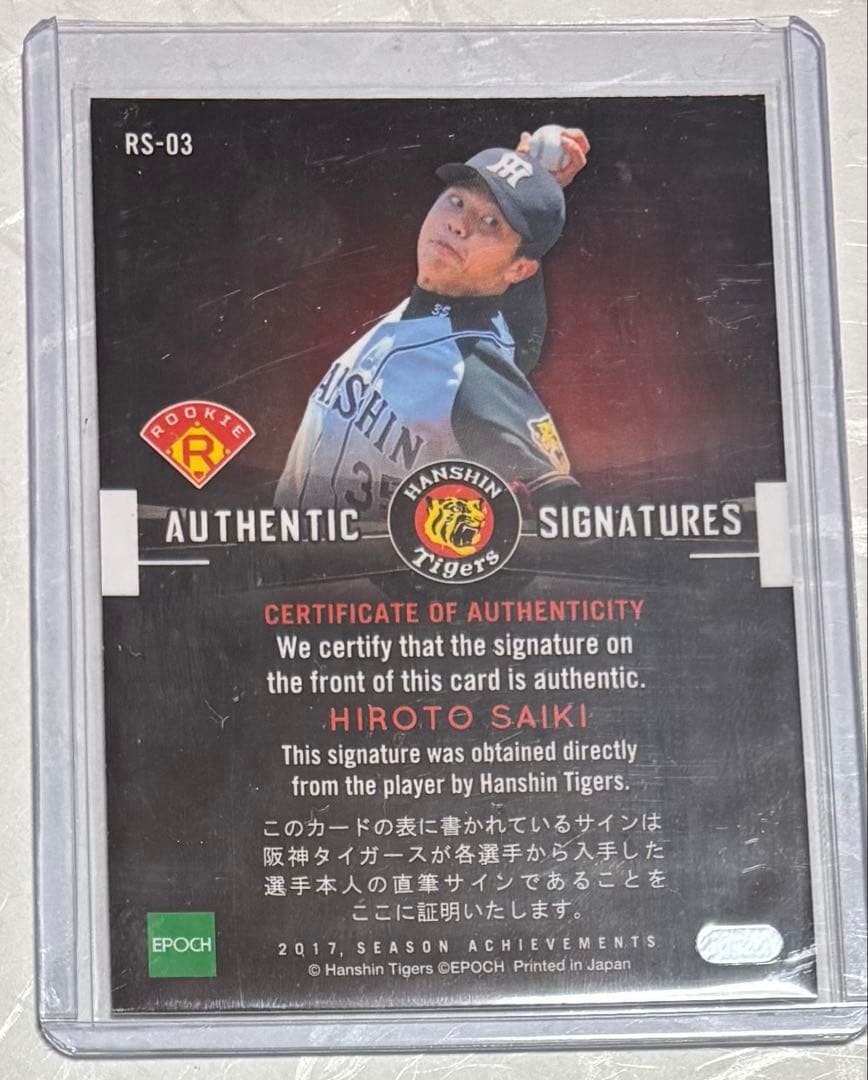 RS-03
H
35
HANSHIN
35
ROOKIE
R
HANSHIN
Tigers
AUTHENTIC
SIGNATURES
CERTIFICATE OF AUTHENTICITY
We certify that the signature on
the front of this card is authentic.
HIROTO SAIKI
This signature was obtained directly
from the player by Hanshin Tigers.
このカードの表に書かれているサインは
阪神タイガースが各選手から入手した
選手本人の直筆サインであることを
ここに証明いたします。
EPOCH
2017, SEASON ACHIEVEMENTS
© Hanshin Tigers ©EPOCH Printed in Japan